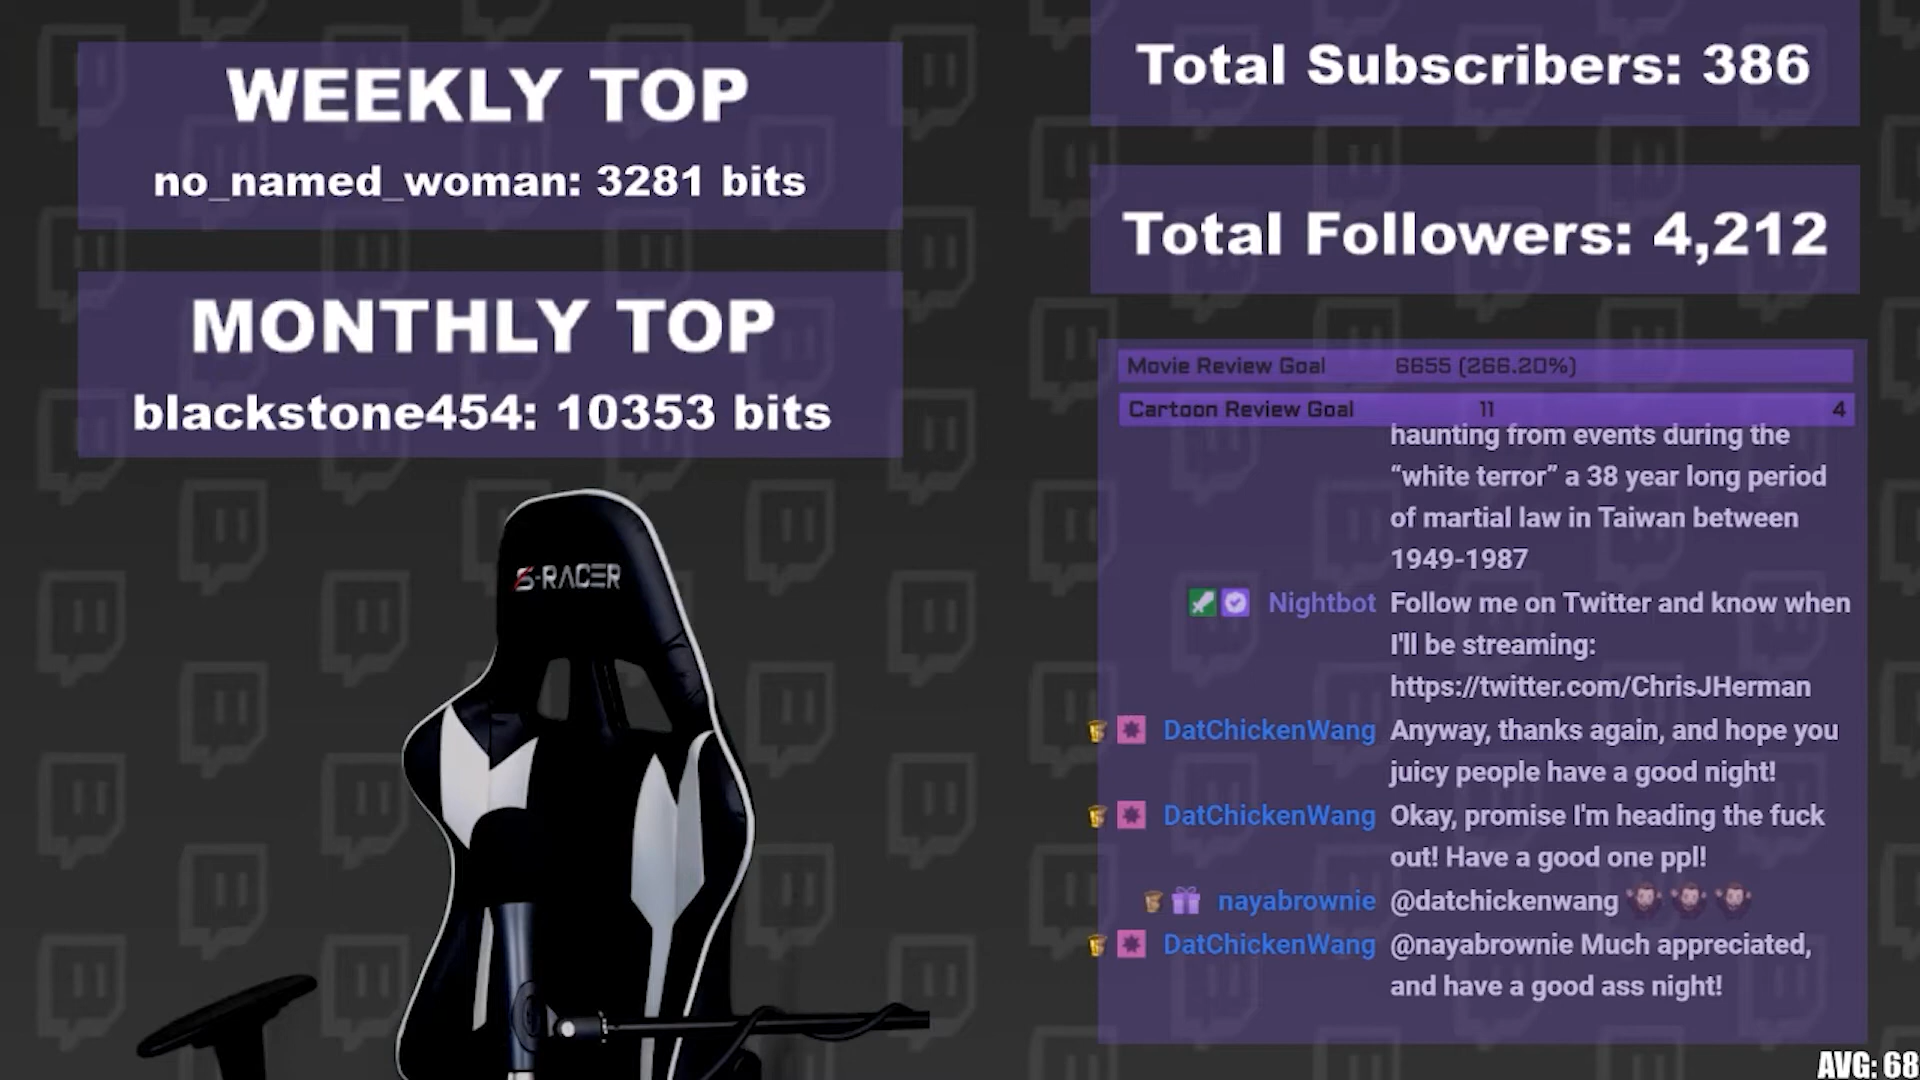 WEEKLY TOP
no_named_woman: 3281 bits
MONTHLY TOP
blackstone454: 10353 bits
S-RACER
Total Subscribers: 386
Total Followers: 4,212
Movie Review Goal 6655 (266.20%)
Cartoon Review Goal 11 4
haunting from events during the
“white terror” a 38 year long period
of martial law in Taiwan between
1949-1987
Nightbot Follow me on Twitter and know when
I'll be streaming:
https://twitter.com/ChrisJHerman
DatChickenWang Anyway, thanks again, and hope you
juicy people have a good night!
DatChickenWang Okay, promise I'm heading the fuck
out! Have a good one ppl!
nayabrownie @datchickenwang
DatChickenWang @nayabrownie Much appreciated,
and have a good ass night!
AVG: 68